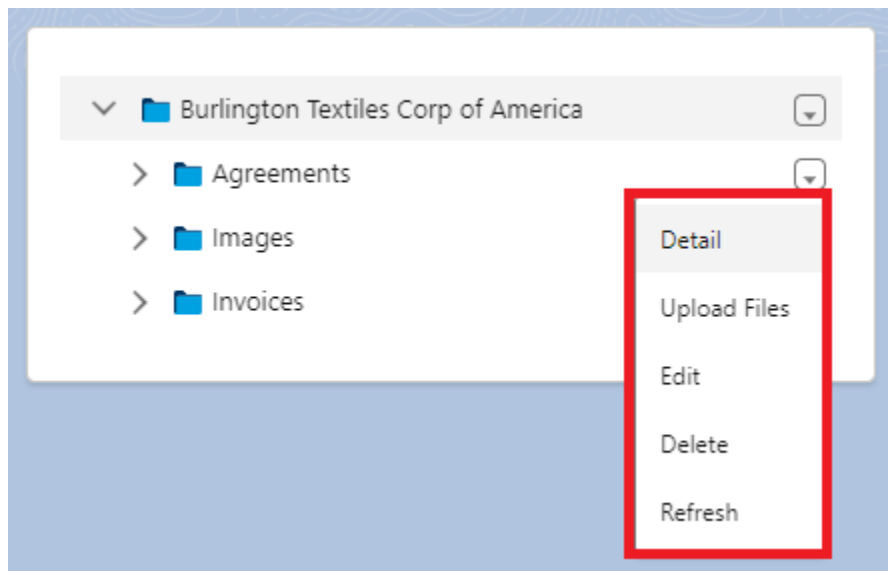 Burlington Textiles Corp of America
Agreements
Images
Invoices
Detail
Upload Files
Edit
Delete
Refresh